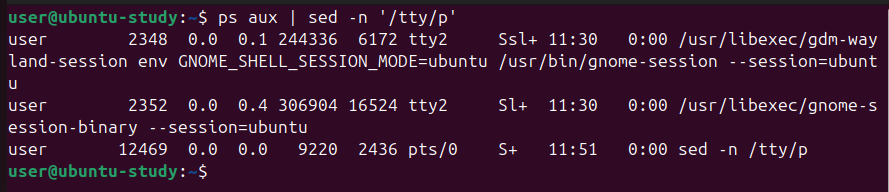 user@ubuntu-study:~$ ps aux | sed -n '/tty/p'
user        2348  0.0  0.1 244336  6172 tty2     Ssl+ 11:30   0:00 /usr/libexec/gdm-way
land-session env GNOME_SHELL_SESSION_MODE=ubuntu /usr/bin/gnome-session --session=ubunt
u
user        2352  0.0  0.4 306904 16524 tty2     Sl+  11:30   0:00 /usr/libexec/gnome-s
ession-binary --session=ubuntu
user       12469  0.0  0.0   9220  2436 pts/0    S+   11:51   0:00 sed -n /tty/p
user@ubuntu-study:~$